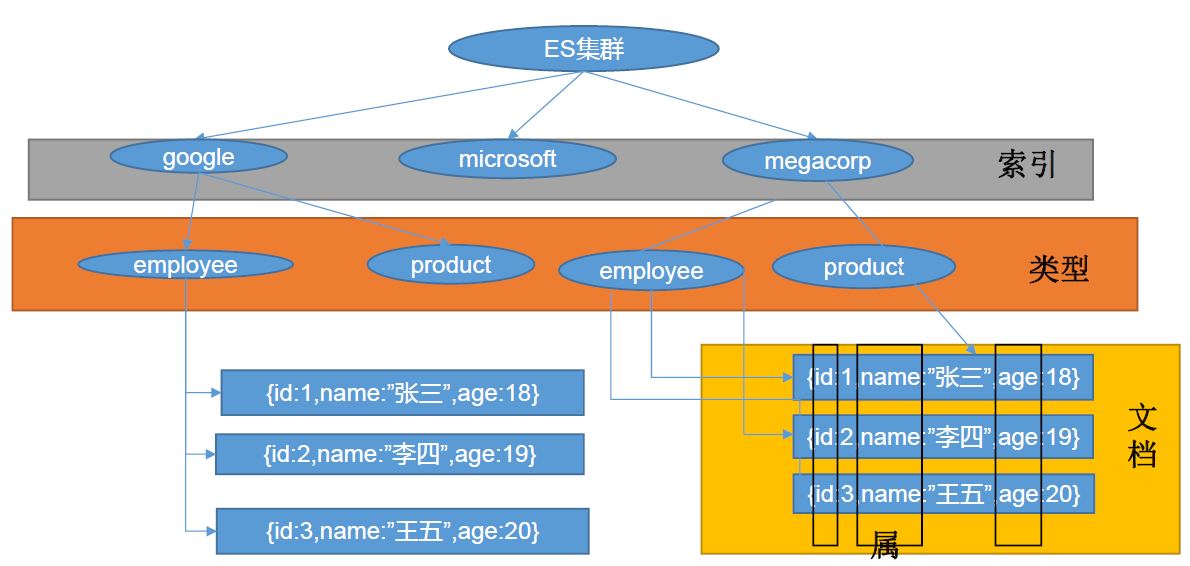 ES集群
google
microsoft
megacorp
索引
employee
product
employee
product
类型
{id:1,name:”张三”,age:18}
{id:2,name:”李四”,age:19}
{id:3,name:”王五”,age:20}
{id:1,name:”张三”,age:18}
{id:2,name:”李四”,age:19}
{id:3,name:”王五”,age:20}
文
档
属